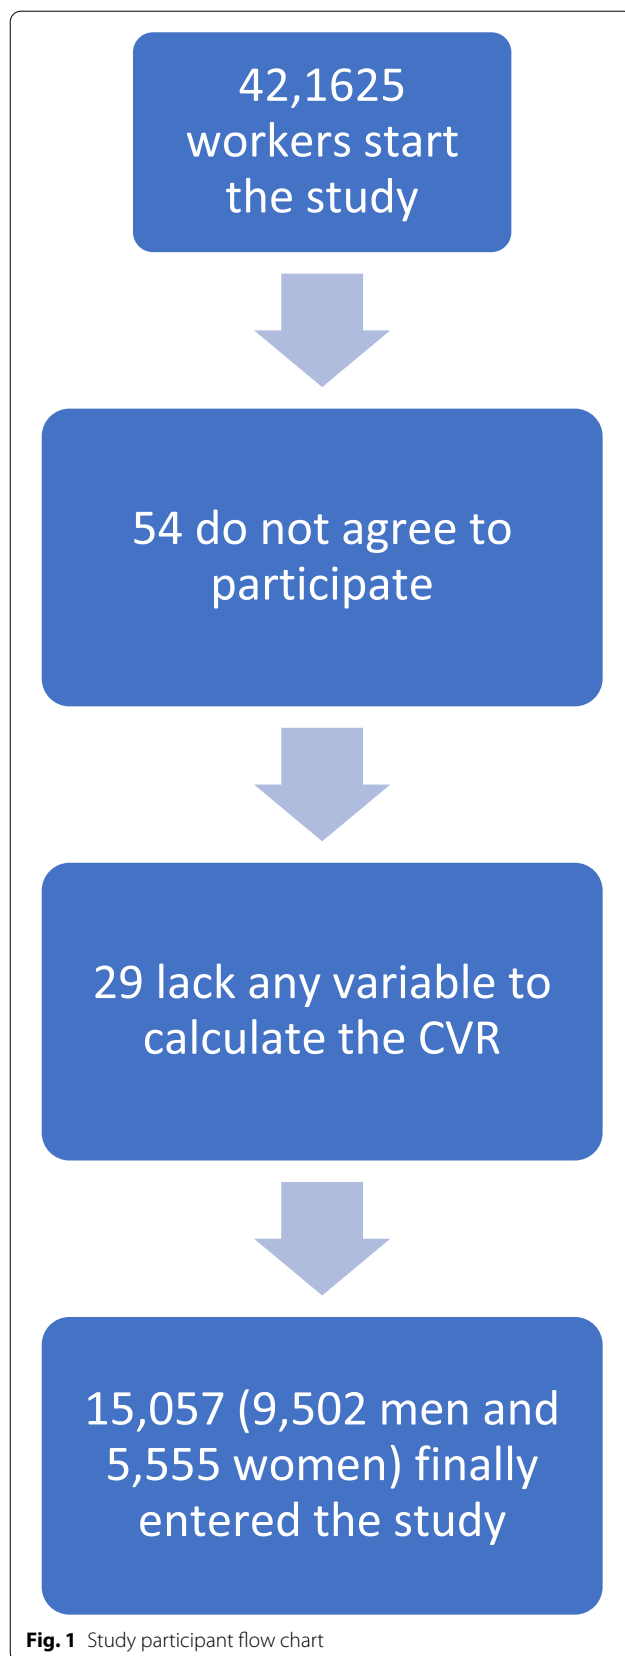 42,1625
workers start
the study
54 do not agree to
participate
29 lack any variable to
calculate the CVR
15,057 (9,502 men and
5,555 women) finally
entered the study
Fig. 1 Study participant flow chart